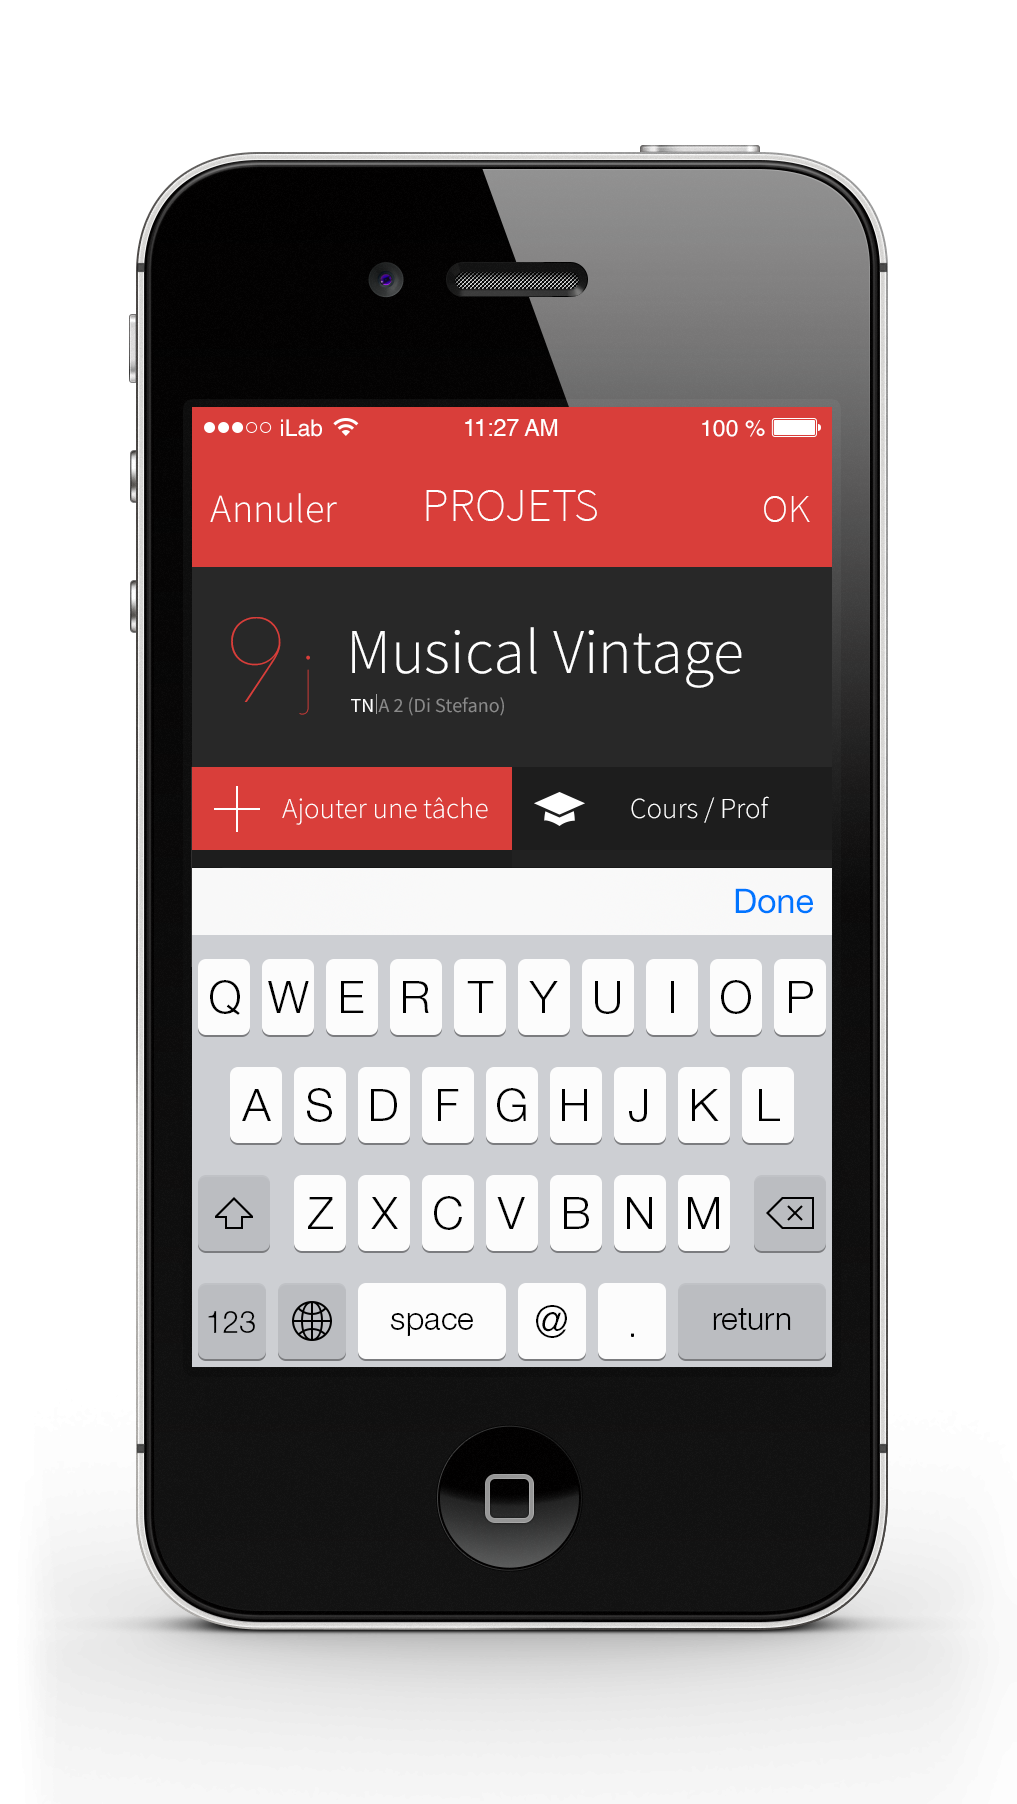 iLab 11:27 AM 100 %
Annuler PROJETS OK
9 j Musical Vintage
TN|A 2 (Di Stefano)
Ajouter une tâche Cours / Prof
Done
Q W E R T Y U I O P
A S D F G H J K L
Z X C V B N M
123 space @ . return